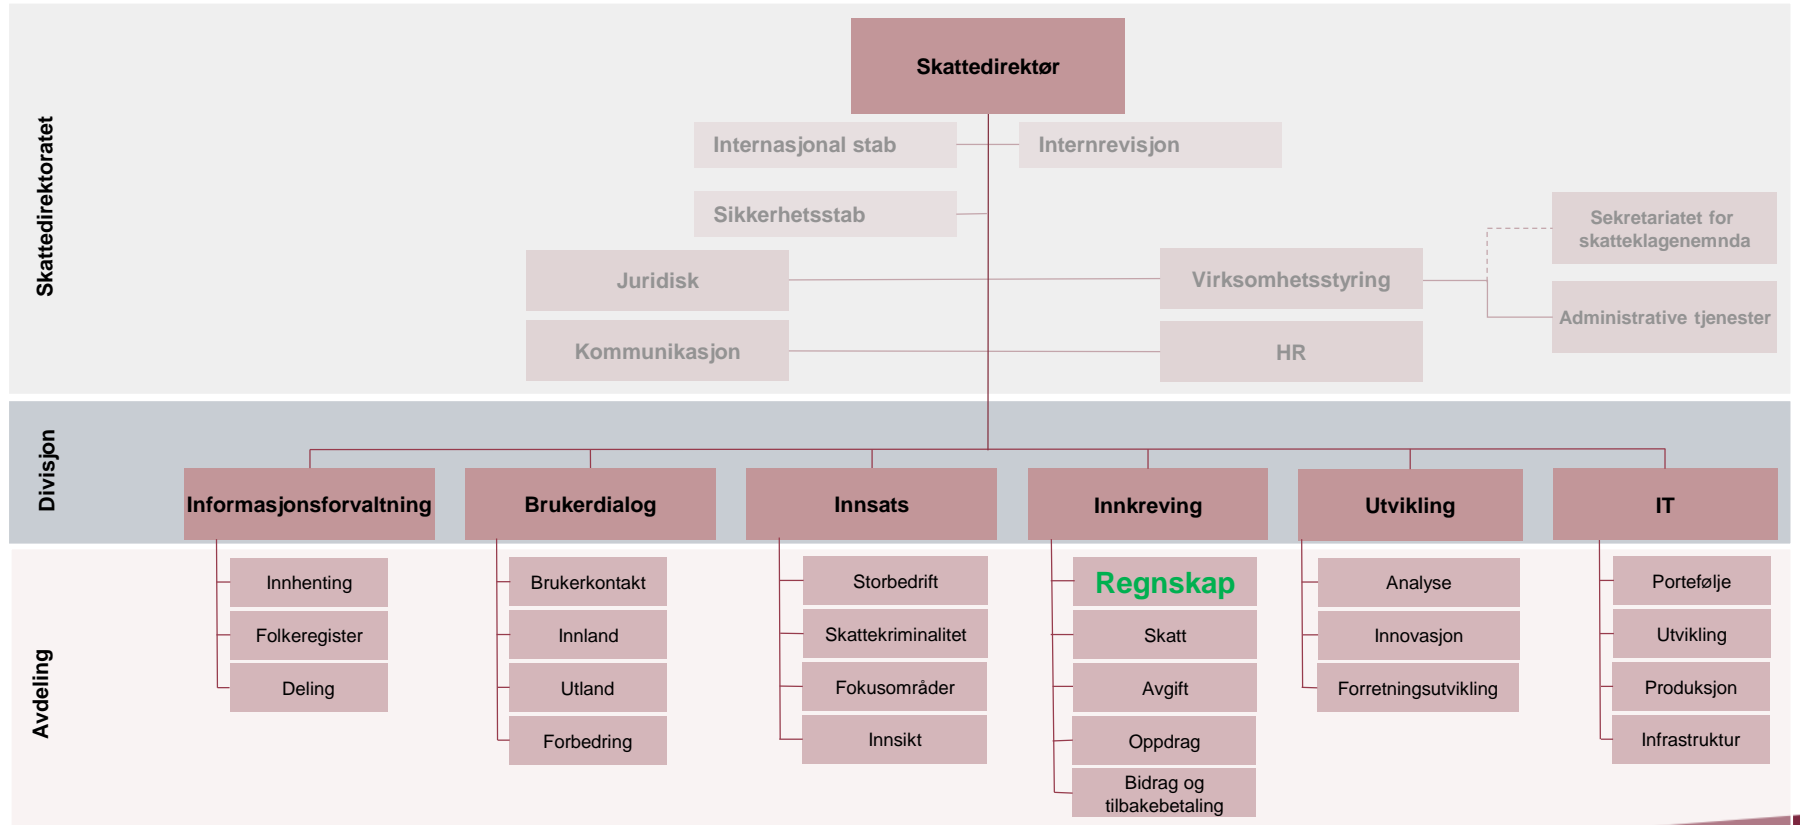 Skattedirektoratet
Skattedirektør
Internasjonal stab
Internrevisjon
Sikkerhetsstab
Sekretariatet for
skatteklagenemnda
Juridisk
Virksomhetsstyring
Administrative tjenester
Kommunikasjon
HR
Divisjon
Informasjonsforvaltning
Brukerdialog
Innsats
Innkreving
Utvikling
IT
Avdeling
Innhenting
Folkeregister
Deling
Brukerkontakt
Innland
Utland
Forbedring
Storbedrift
Skattekriminalitet
Fokusområder
Innsikt
Regnskap
Skatt
Avgift
Oppdrag
Bidrag og
tilbakebetaling
Analyse
Innovasjon
Forretningsutvikling
Portefølje
Utvikling
Produksjon
Infrastruktur